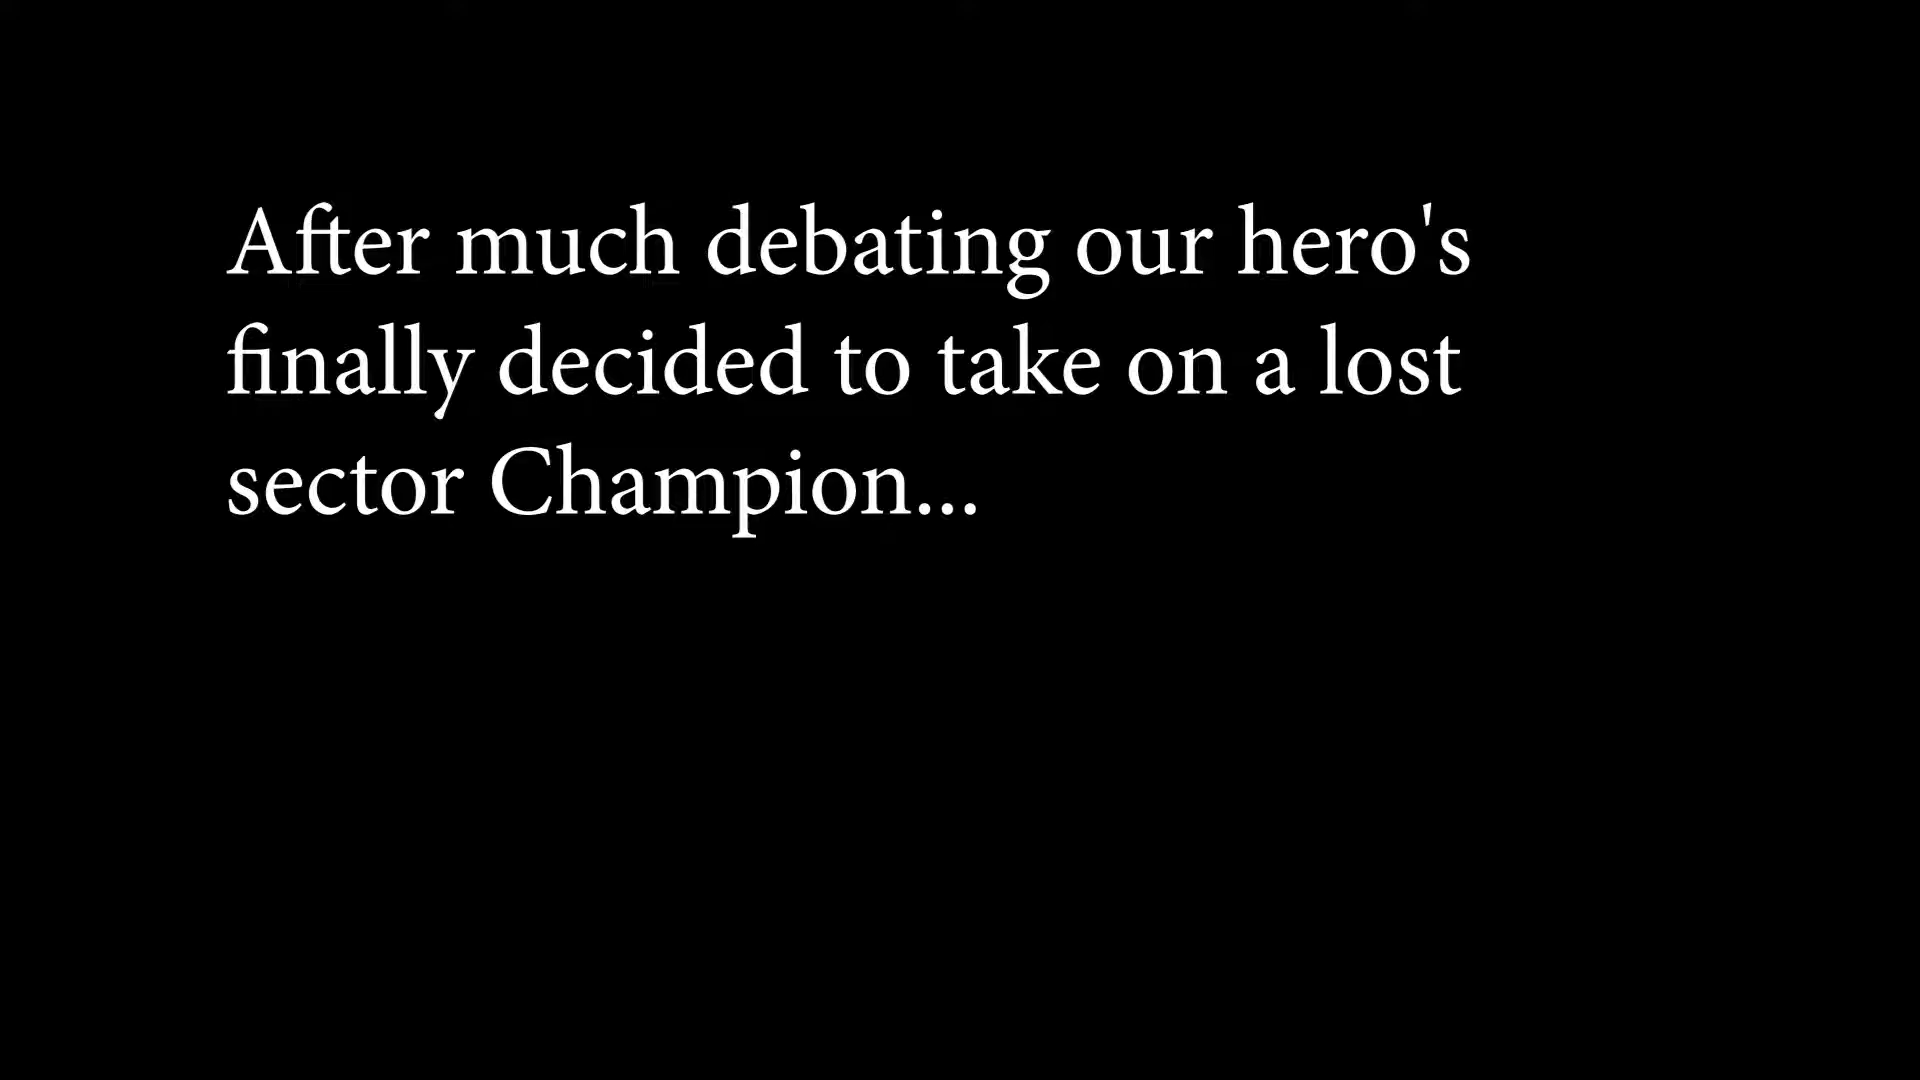 After much debating our hero's
finally decided to take on a lost
sector Champion...